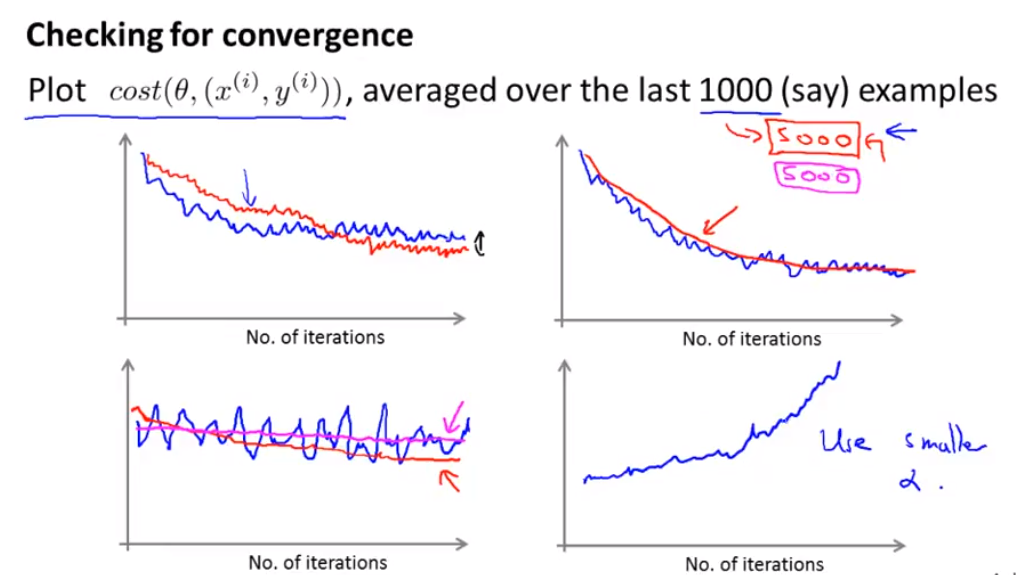 Checking for convergence
Plot cost(θ, (x^(i), y^(i))), averaged over the last 1000 (say) examples
5000
5000
No. of iterations
No. of iterations
Use smaller
α.
No. of iterations
No. of iterations